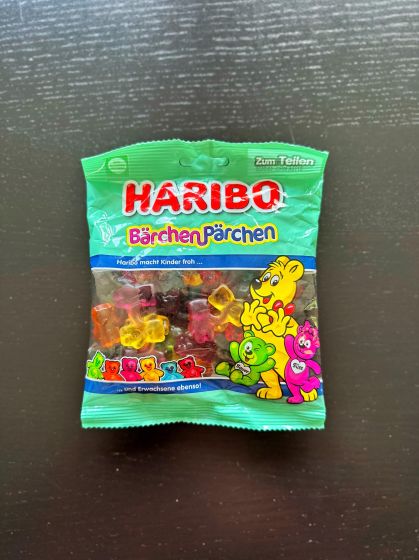 Zum Teilen
HARIBO
BärchenPärchen
Haribo macht Kinder froh ...
... und Erwachsene ebenso!